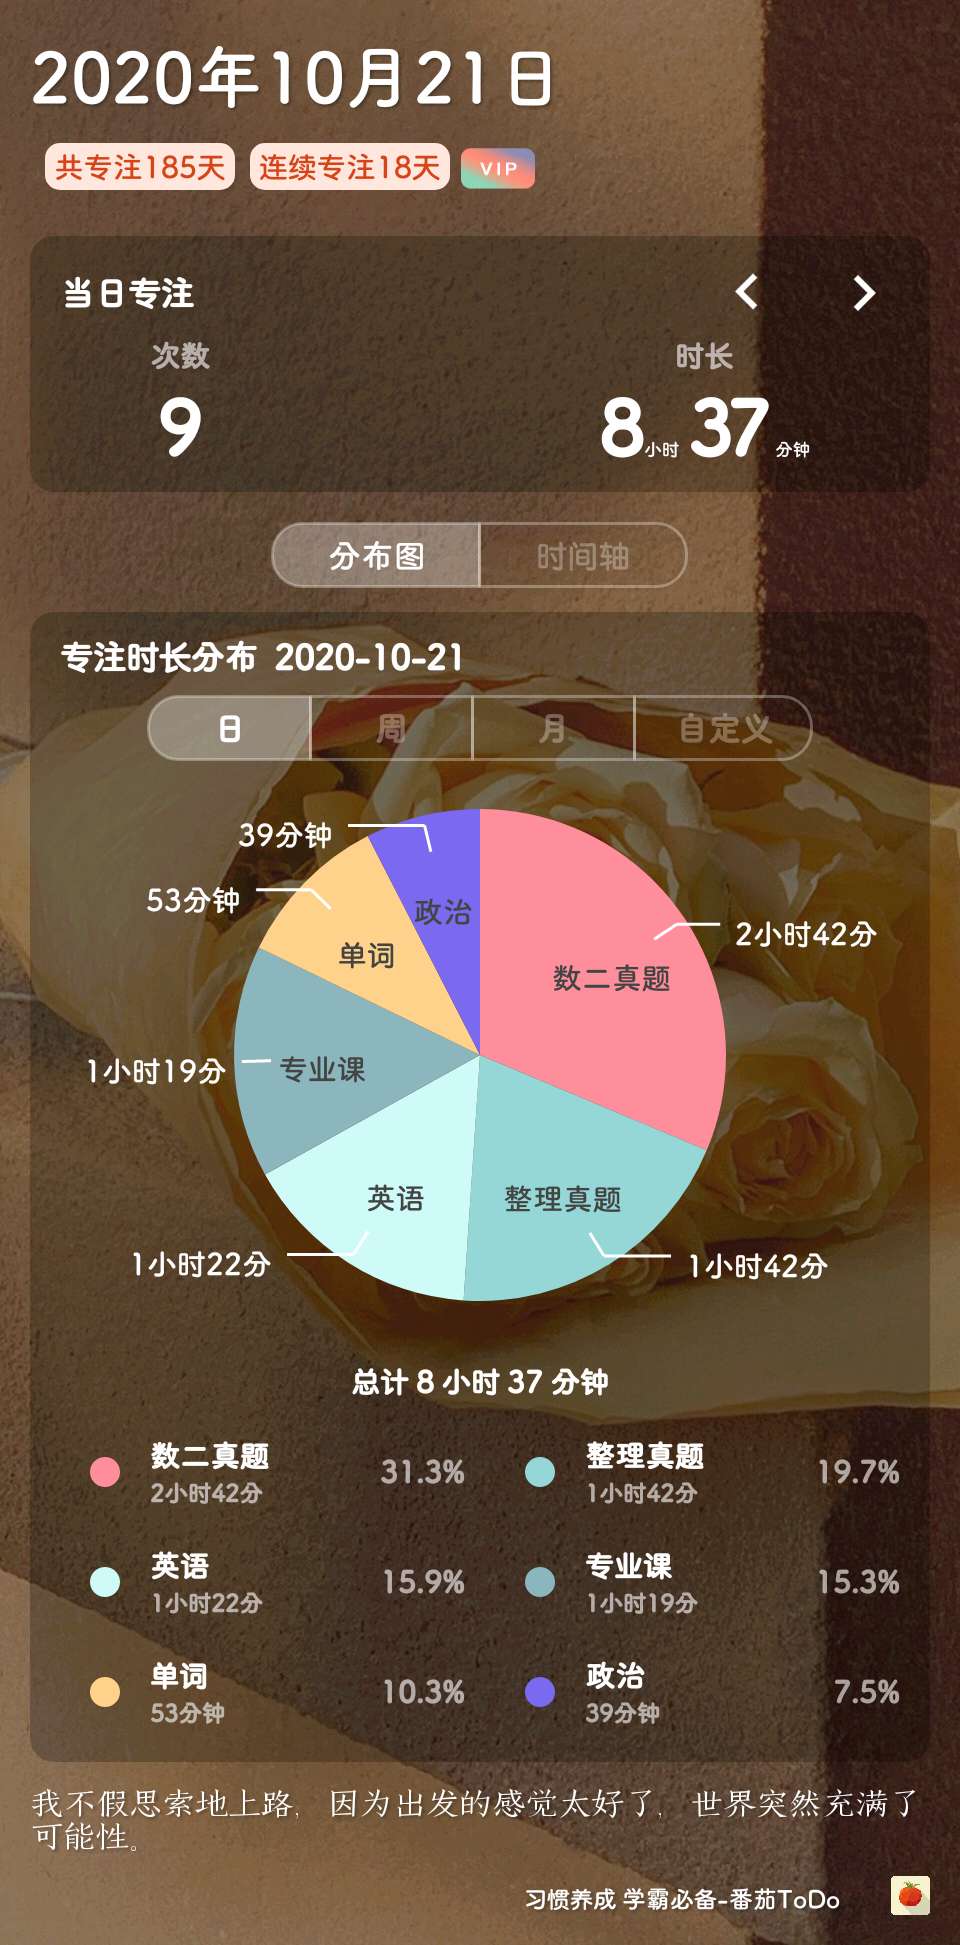 2020年10月21日
共专注185天 连续专注18天 VIP
当日专注
次数 时长
9 8小时37分钟
分布图 时间轴
专注时长分布 2020-10-21
日 周 月 自定义
39分钟
53分钟
政治
2小时42分
单词
数二真题
1小时19分
专业课
英语
整理真题
1小时22分
1小时42分
总计 8 小时 37 分钟
数二真题 31.3% 整理真题 19.7%
2小时42分 1小时42分
英语 15.9% 专业课 15.3%
1小时22分 1小时19分
单词 10.3% 政治 7.5%
53分钟 39分钟
我不假思索地上路，因为出发的感觉太好了，世界突然充满了
可能性。
习惯养成 学霸必备-番茄ToDo